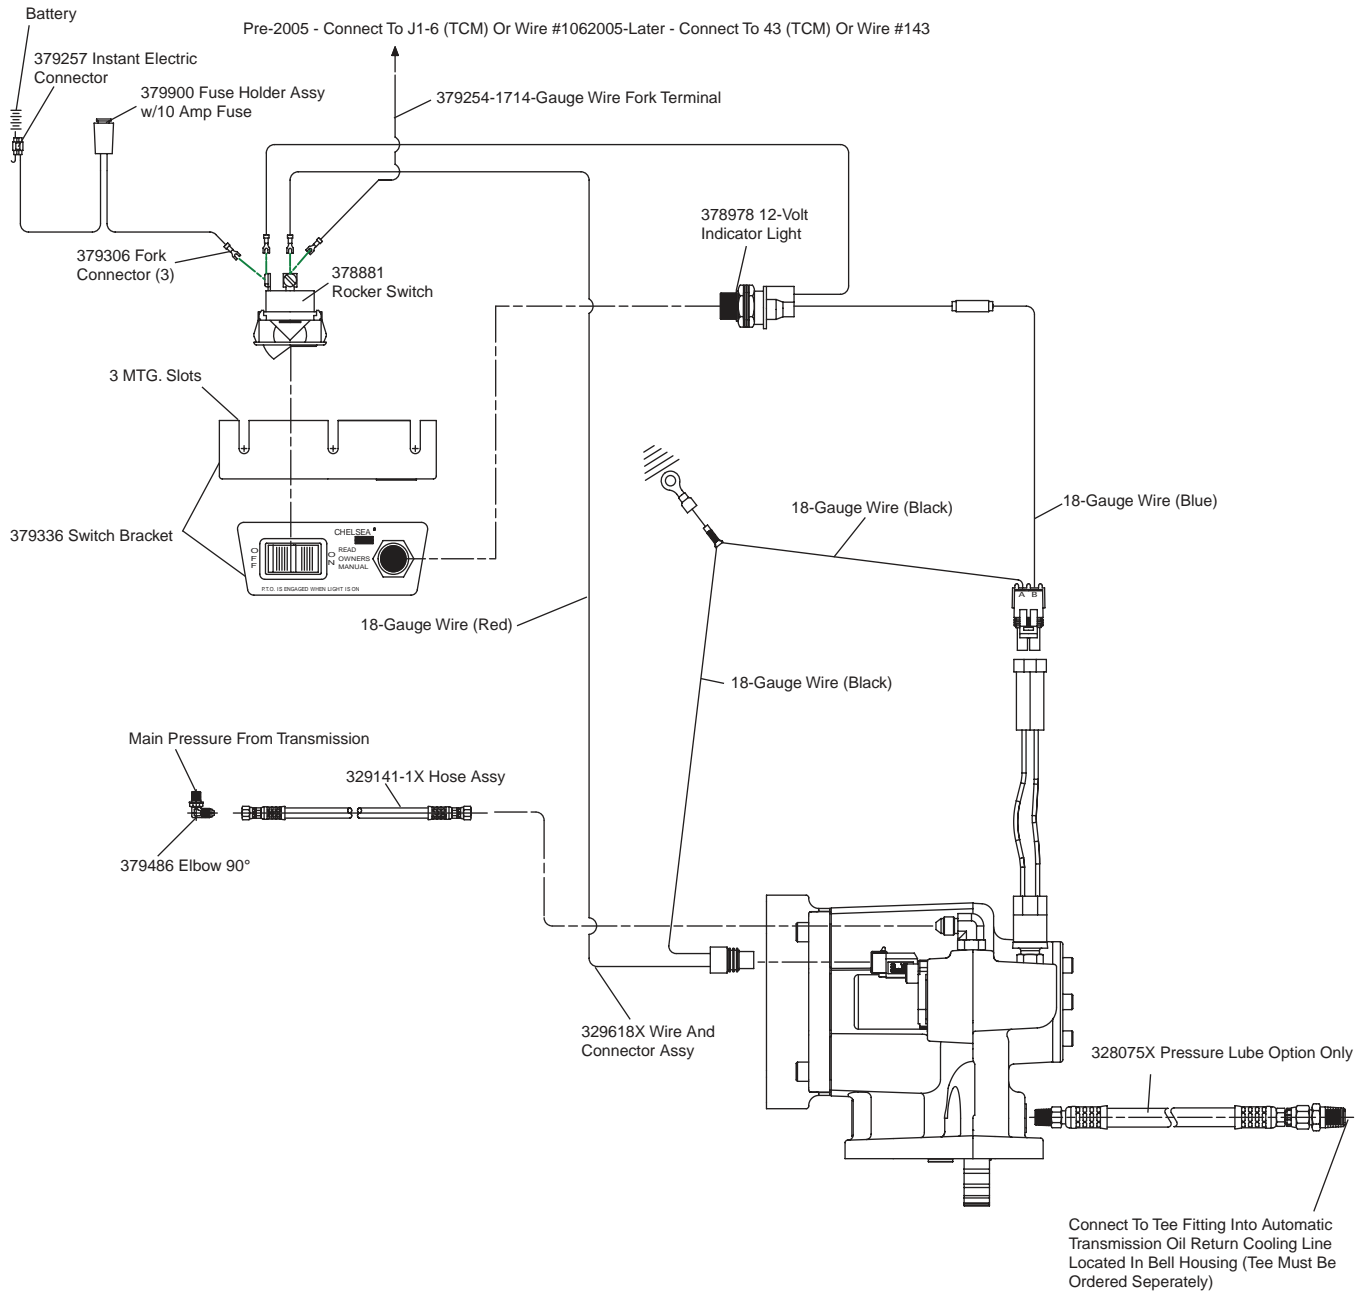 Battery
Pre-2005 - Connect To J1-6 (TCM) Or Wire #1062005-Later - Connect To 43 (TCM) Or Wire #143
379257 Instant Electric
Connector
379900 Fuse Holder Assy
w/10 Amp Fuse
379254-1714-Gauge Wire Fork Terminal
378978 12-Volt
Indicator Light
379306 Fork
Connector (3)
378881
Rocker Switch
3 MTG. Slots
379336 Switch Bracket
CHELSEA
OFF
ON
READ
OWNERS
MANUAL
P.T.O. IS ENGAGED WHEN LIGHT IS ON
18-Gauge Wire (Black)
18-Gauge Wire (Blue)
A B
18-Gauge Wire (Red)
18-Gauge Wire (Black)
Main Pressure From Transmission
329141-1X Hose Assy
379486 Elbow 90°
329618X Wire And
Connector Assy
328075X Pressure Lube Option Only
Connect To Tee Fitting Into Automatic
Transmission Oil Return Cooling Line
Located In Bell Housing (Tee Must Be
Ordered Seperately)